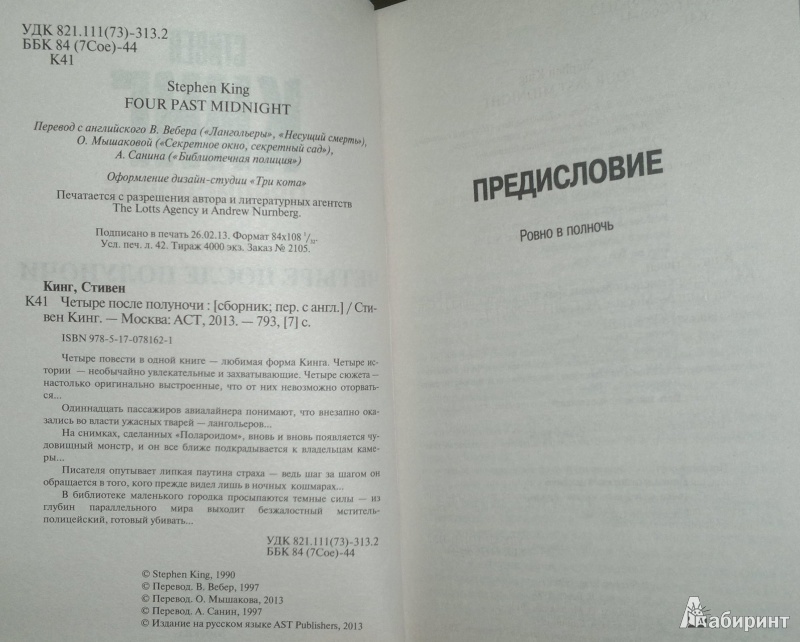 УДК 821.111(73)-313.2
ББК 84 (7Сое)-44
К41
Stephen King
FOUR PAST MIDNIGHT
Перевод с английского В. Вебера («Лангольеры», «Несущий смерть»),
О. Мышаковой («Секретное окно, секретный сад»),
А. Санина («Библиотечная полиция»)
Оформление дизайн-студии «Три кота»
Печатается с разрешения автора и литературных агентств
The Lotts Agency и Andrew Nurnberg.
Подписано в печать 26.02.13. Формат 84х108 1/32.
Усл. печ. л. 42. Тираж 4000 экз. Заказ № 2105.
Кинг, Стивен
К41 Четыре после полуночи : [сборник; пер. с англ.] / Сти-
вен Кинг. — Москва: АСТ, 2013. — 793, [7] с.
ISBN 978-5-17-078162-1
Четыре повести в одной книге — любимая форма Кинга. Четыре ис-
тории — необычайно увлекательные и захватывающие. Четыре сюжета —
настолько оригинально выстроенные, что от них невозможно оторвать-
ся...
Одиннадцать пассажиров авиалайнера понимают, что внезапно ока-
зались во власти ужасных тварей — лангольеров...
На снимках, сделанных «Полароидом», вновь и вновь появляется чу-
довищный монстр, и он все ближе подкрадывается к владельцам каме-
ры...
Писателя опутывает липкая паутина страха — ведь шаг за шагом он
обращается в того, кого прежде видел лишь в ночных кошмарах...
В библиотеке маленького городка просыпаются темные силы — из
глубин параллельного мира выходит безжалостный мститель-
полицейский, готовый убивать...
УДК 821.111(73)-313.2
ББК 84 (7Сое)-44
© Stephen King, 1990
© Перевод. В. Вебер, 1997
© Перевод. О. Мышакова, 2013
© Перевод. А. Санин, 1997
© Издание на русском языке AST Publishers, 2013
ПРЕДИСЛОВИЕ
Ровно в полночь
Лабиринт